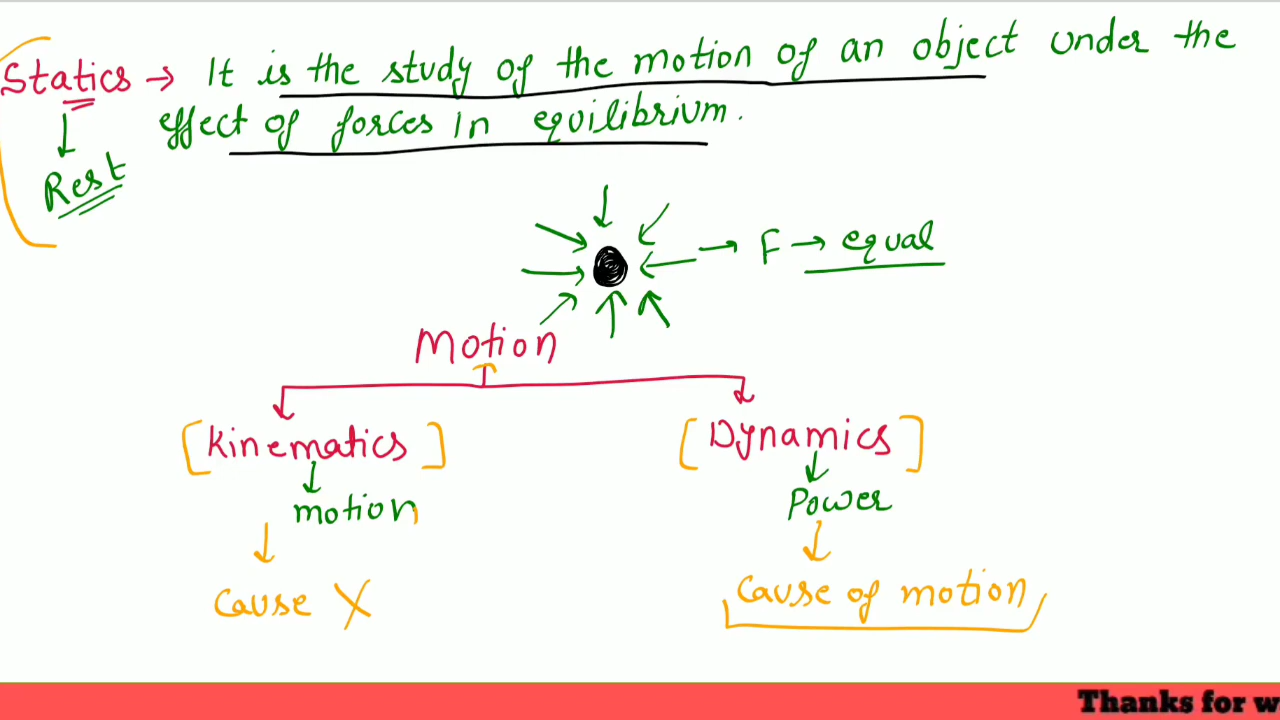 Statics → It is the study of the motion of an object under the
effect of forces in equilibrium.
Rest
→ F → equal
Motion
[Kinematics] [Dynamics]
motion Power
Cause X Cause of motion
Thanks for w